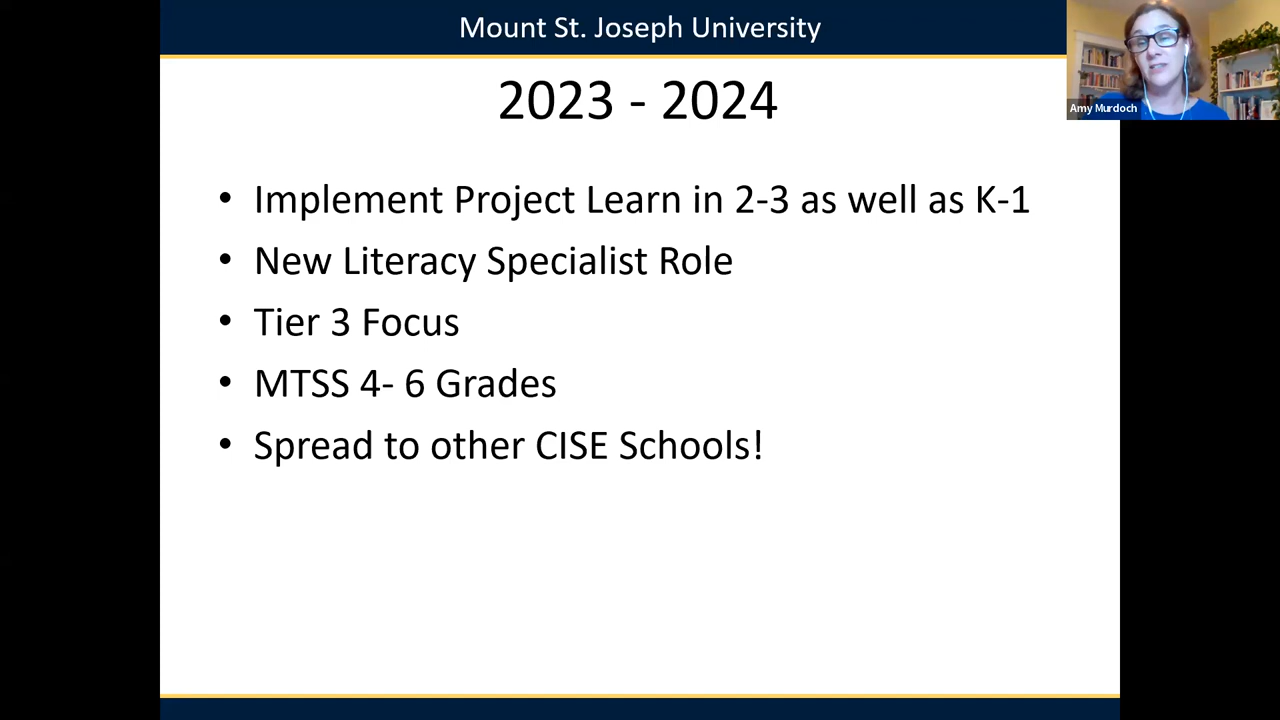 Mount St. Joseph University
Amy Murdoch
2023 - 2024
• Implement Project Learn in 2-3 as well as K-1
• New Literacy Specialist Role
• Tier 3 Focus
• MTSS 4- 6 Grades
• Spread to other CISE Schools!